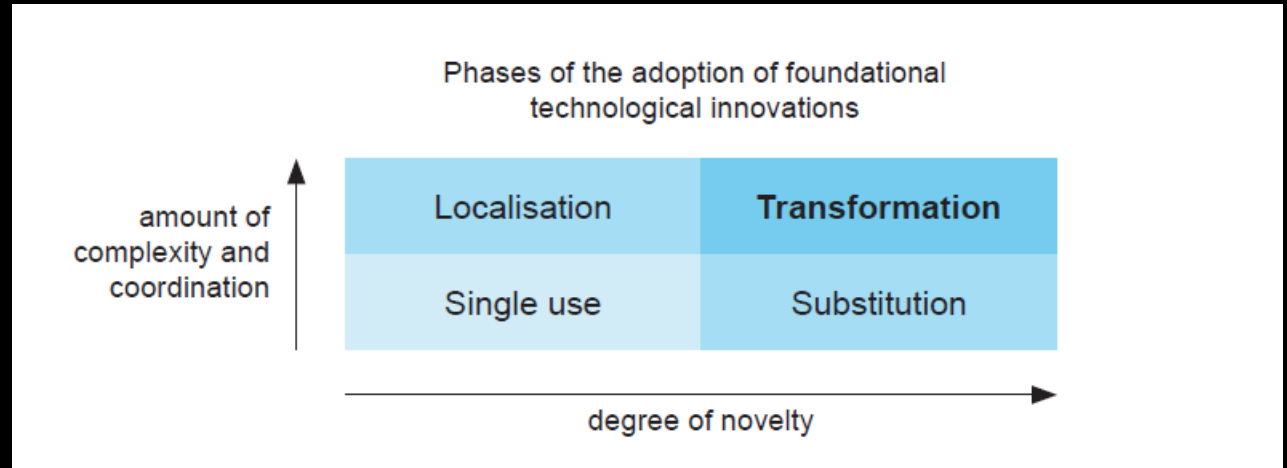 Phases of the adoption of foundational
technological innovations
amount of
complexity and
coordination
Localisation
Transformation
Single use
Substitution
degree of novelty